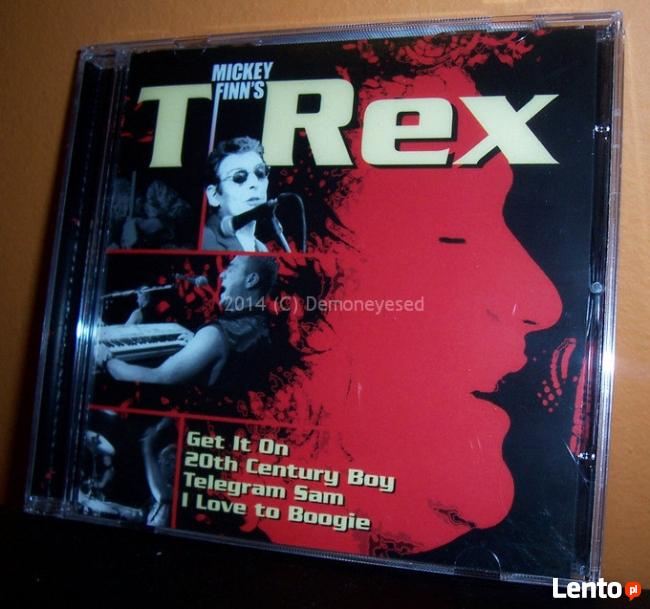 MICKEY
FINN'S
T Rex
2014 (C) Demoneyesed
Get It On
20th Century Boy
Telegram Sam
I Love to Boogie
Lento pl